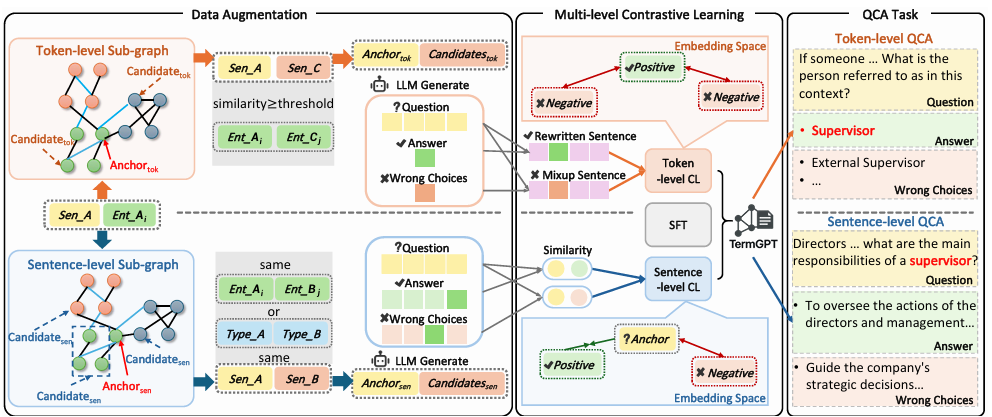 Data Augmentation
Token-level Sub-graph
Candidate_tok
Candidate_tok
Anchor_tok
Sen_A Ent_A_i
Sentence-level Sub-graph
Candidate_sen
Candidate_sen
Anchor_sen
Candidate_sen
Sen_A Sen_C
similarity≥threshold
Ent_A_i Ent_C_j
same
Ent_A_i Ent_B_j
or
Type_A Type_B
same
Sen_A Sen_B
Anchor_tok Candidates_tok
LLM Generate
? Question
✔ Answer
✖ Wrong Choices
? Question
✔ Answer
✖ Wrong Choices
LLM Generate
Anchor_sen Candidates_sen
Multi-level Contrastive Learning
Embedding Space
✔Positive
✖ Negative
✖ Negative
✔ Rewritten Sentence
✖ Mixup Sentence
Token
-level CL
SFT
Similarity
Sentence
-level CL
TermGPT
? Anchor
✔Positive
✖ Negative
Embedding Space
QCA Task
Token-level QCA
If someone ... What is the
person referred to as in this
context?
Question
• Supervisor
Answer
• External Supervisor
• ...
Wrong Choices
Sentence-level QCA
Directors ... what are the main
responsibilities of a supervisor?
Question
• To oversee the actions of the
directors and management...
Answer
• Guide the company's
strategic decisions...
Wrong Choices